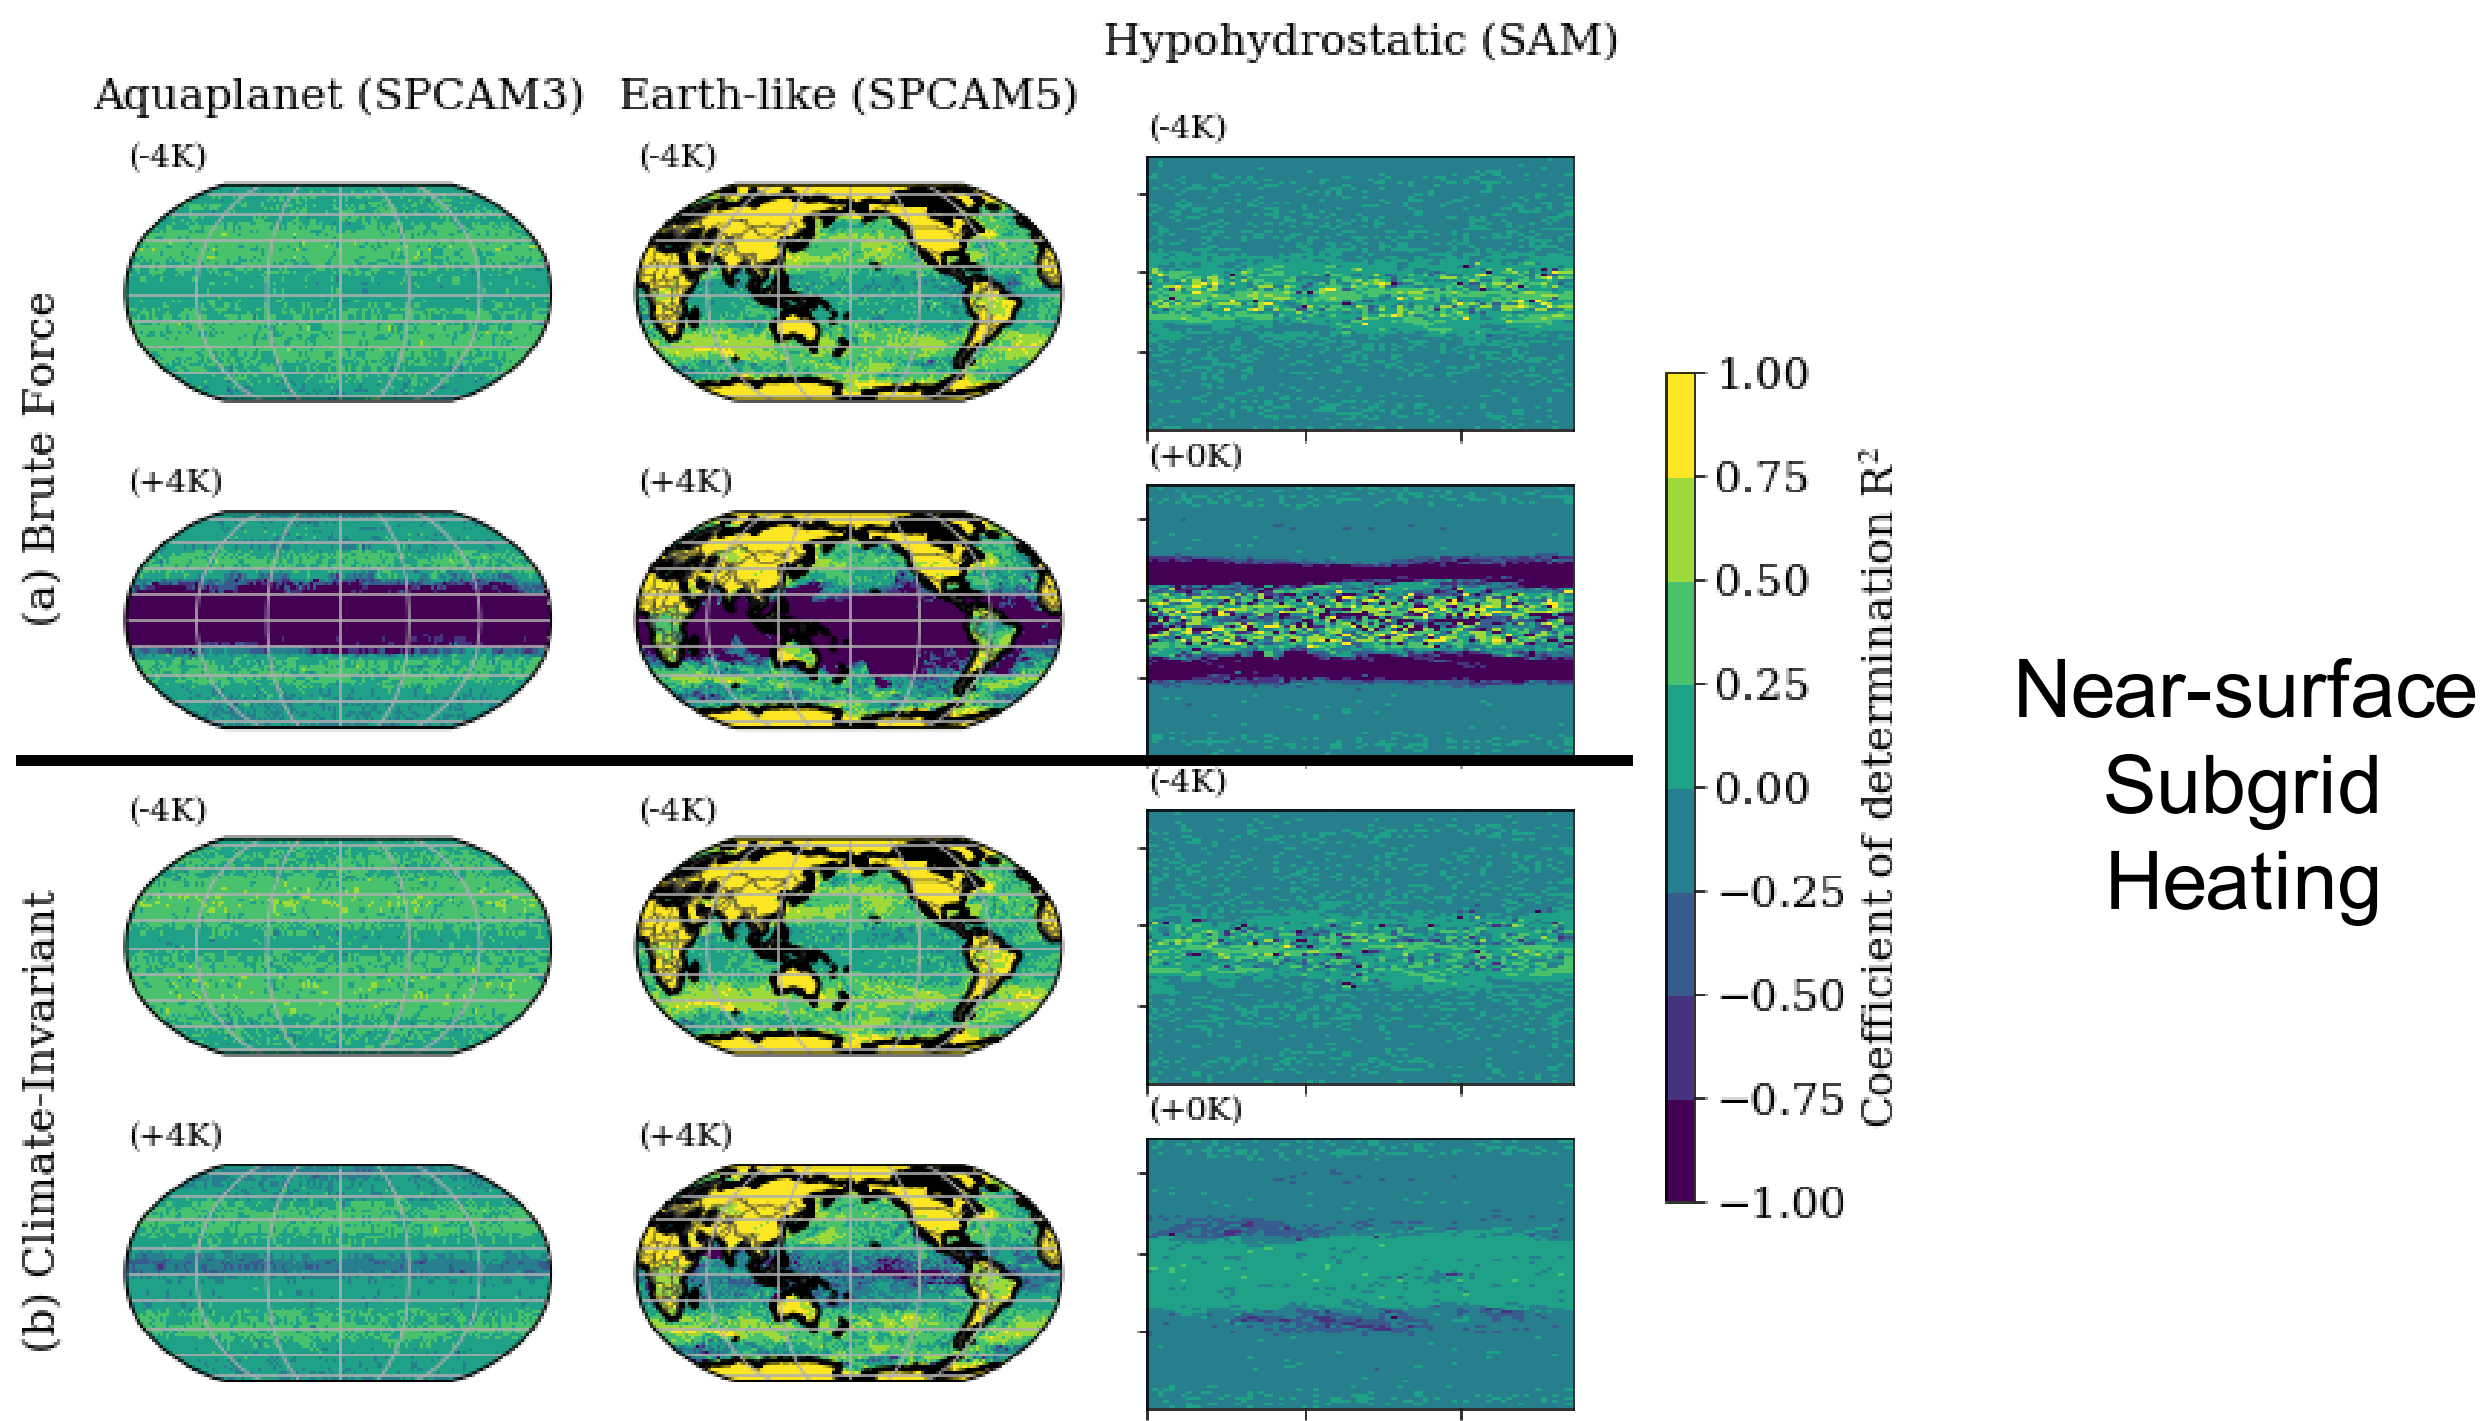 Hypohydrostatic (SAM)
Aquaplanet (SPCAM3)
Earth-like (SPCAM5)
(-4K)
(-4K)
(-4K)
(+4K)
(+4K)
(+0K)
(a) Brute Force
(-4K)
(-4K)
(-4K)
(+4K)
(+4K)
(+0K)
(b) Climate-Invariant
1.00
0.75
0.50
0.25
0.00
−0.25
−0.50
−0.75
−1.00
Coefficient of determination R²
Near-surface
Subgrid
Heating